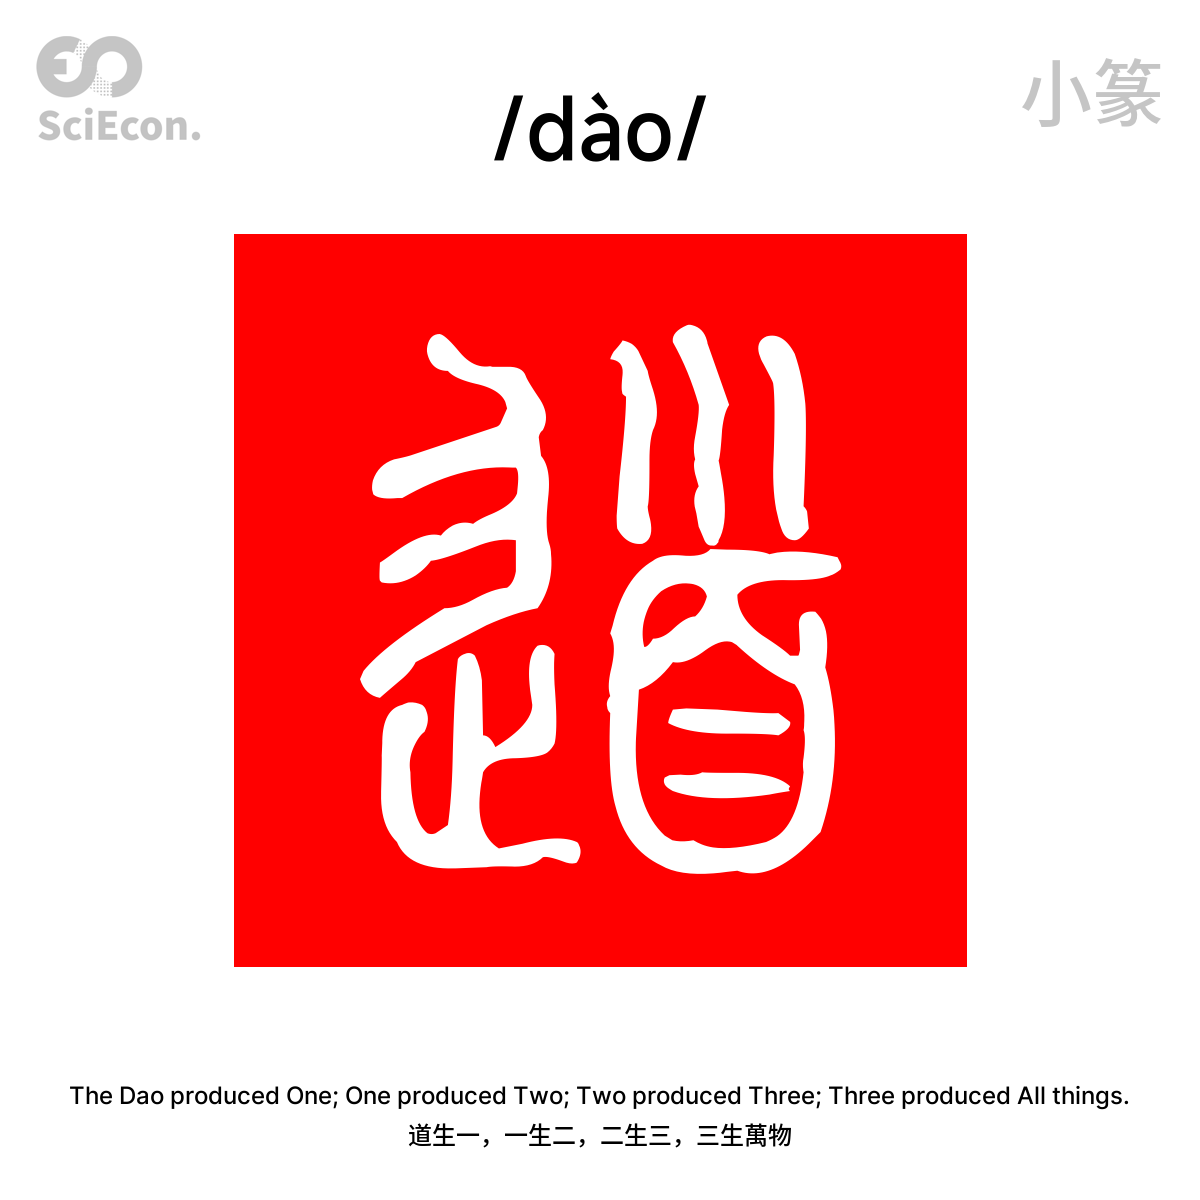 SciEcon.
小篆
/dào/
道
The Dao produced One; One produced Two; Two produced Three; Three produced All things.
道生一，一生二，二生三，三生萬物